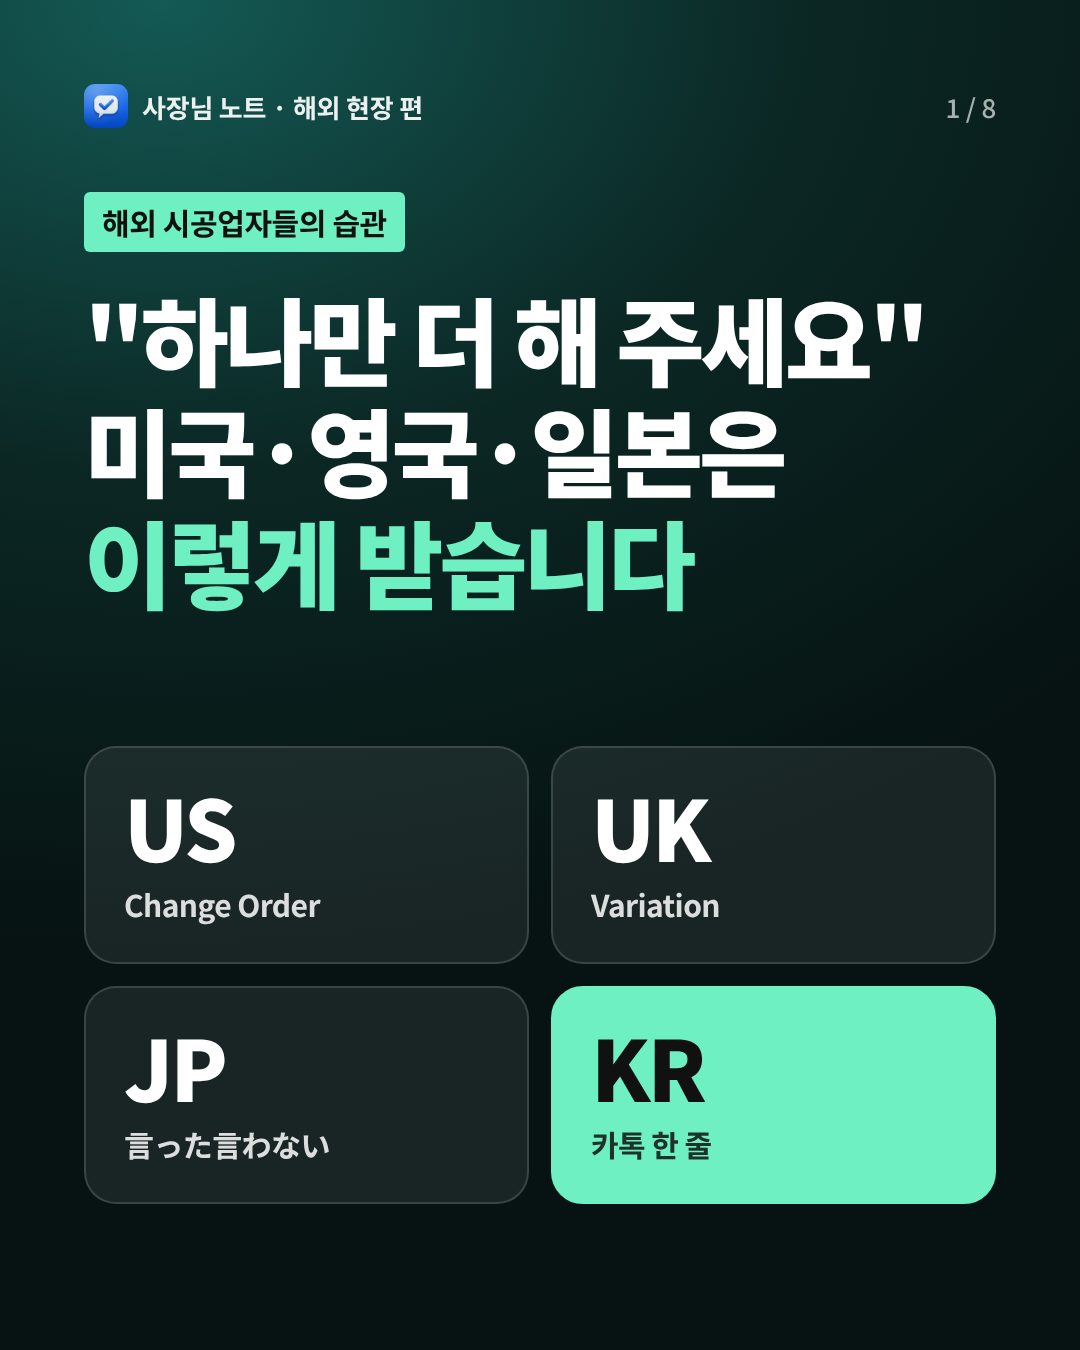 사장님 노트 · 해외 현장 편
1 / 8
해외 시공업자들의 습관
"하나만 더 해 주세요"
미국·영국·일본은
이렇게 받습니다
US
Change Order
UK
Variation
JP
言った言わない
KR
카톡 한 줄